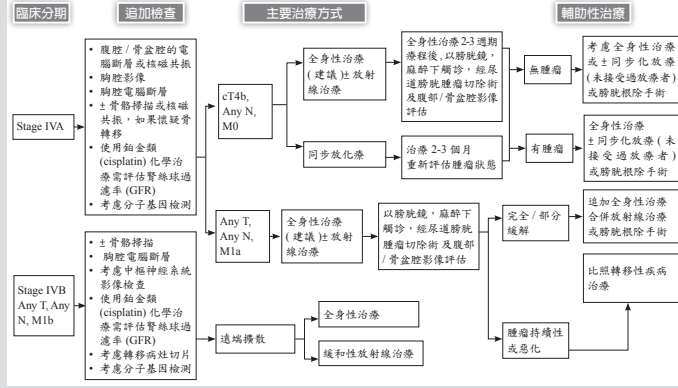 臨床分期
追加檢查
主要治療方式
輔助性治療
Stage IVA
• 腹腔 / 骨盆腔的電
腦斷層或核磁共振
• 胸腔影像
• 胸腔電腦斷層
• ± 骨骼掃描或核磁
共振，如果懷疑骨
轉移
• 使用鉑金類
(cisplatin) 化學治
療需評估腎絲球過
濾率 (GFR)
• 考慮分子基因檢測
cT4b,
Any N,
M0
全身性治療
(建議)± 放射
線治療
全身性治療 2-3 週期
療程後，以膀胱鏡，
麻醉下觸診，經尿
道膀胱腫瘤切除術
及腹部/骨盆腔影像
評估
無腫瘤
考慮全身性治療
或 ± 同步化放療
(未接受過放療者)
或膀胱根除手術
同步放化療
治療 2-3 個月
重新評估腫瘤狀態
有腫瘤
全身性治療
± 同步化放療 ( 未
接受過放療者 )
或膀胱根除手術
Any T,
Any N,
M1a
全身性治療
( 建議 )± 放射
線治療
以膀胱鏡，麻醉下
觸診，經尿道膀胱
腫瘤切除術及腹部
/ 骨盆腔影像評估
完全 / 部分
緩解
追加全身性治療
合併放射線治療
或膀胱根除手術
腫瘤持續性
或惡化
比照轉移性疾病
治療
Stage IVB
Any T, Any
N, M1b
• ± 骨骼掃描
• 胸腔電腦斷層
• 考慮中樞神經系統
影像檢查
• 使用鉑金類
(cisplatin) 化學治
療需評估腎絲球過
濾率 (GFR)
• 考慮轉移病灶切片
• 考慮分子基因檢測
遠端擴散
全身性治療
緩和性放射線治療